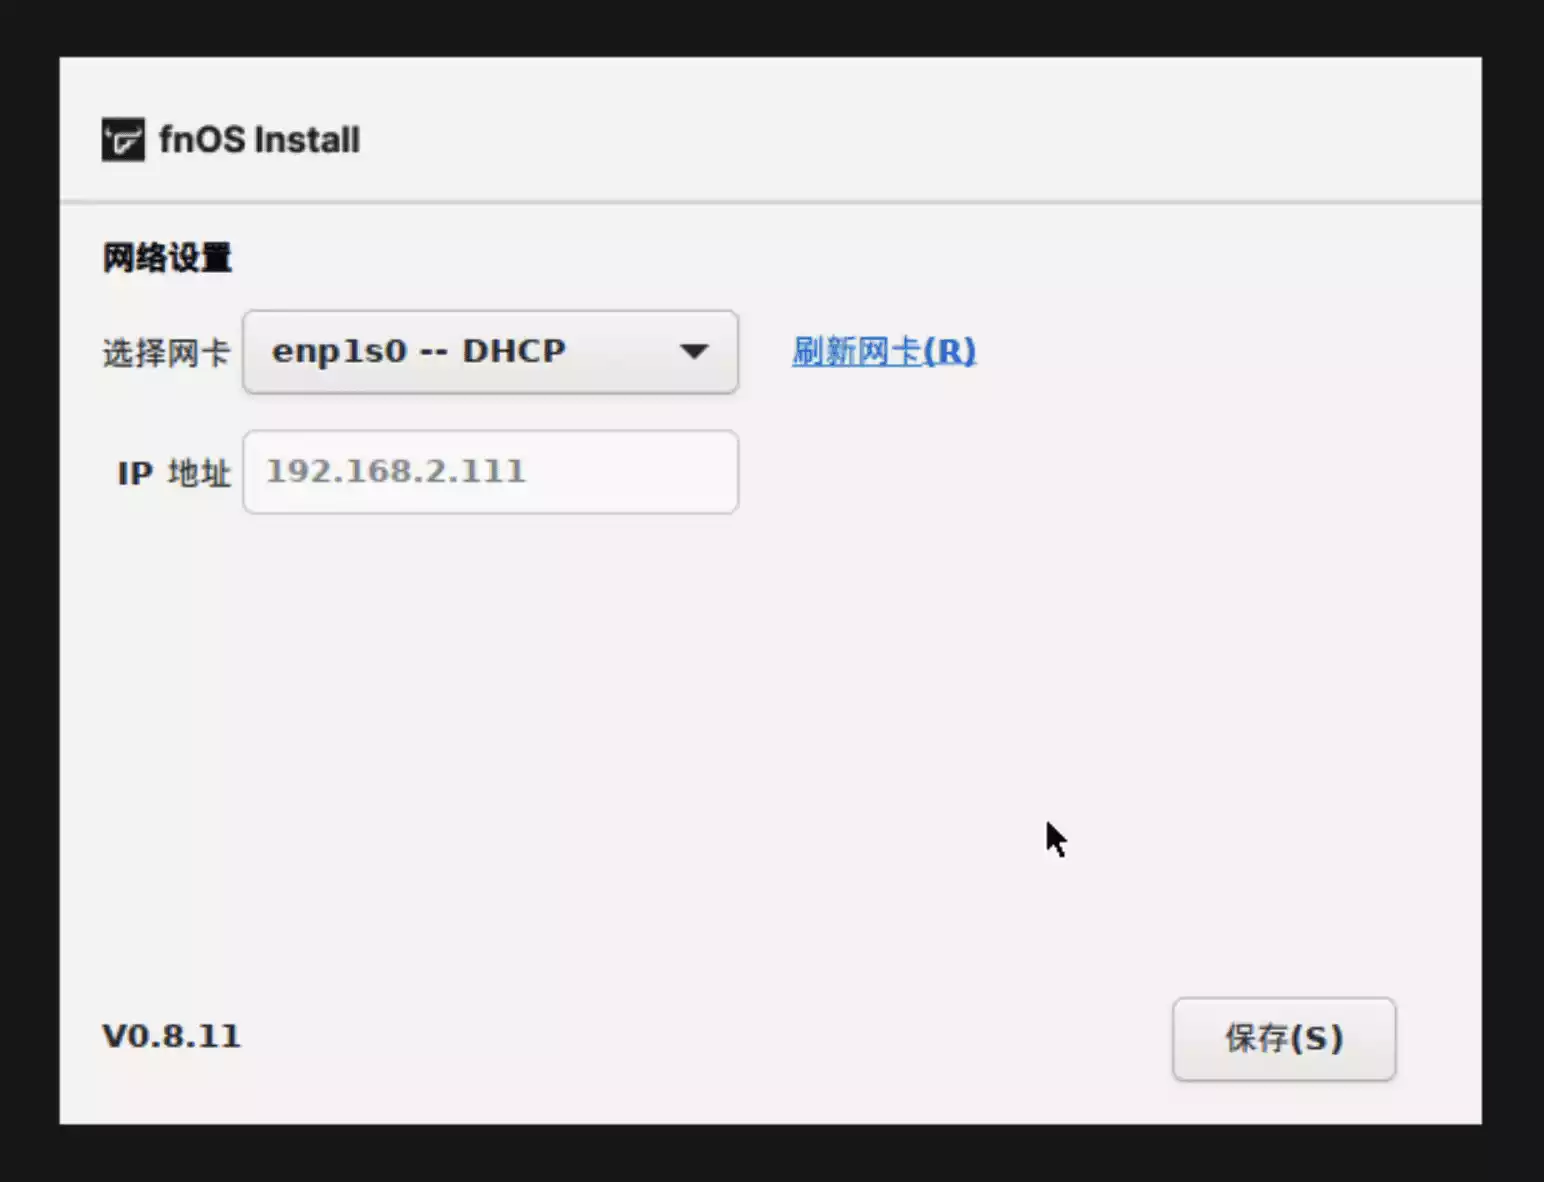 fnOS Install
网络设置
选择网卡 enp1s0 -- DHCP 刷新网卡(R)
IP 地址 192.168.2.111
V0.8.11 保存(S)